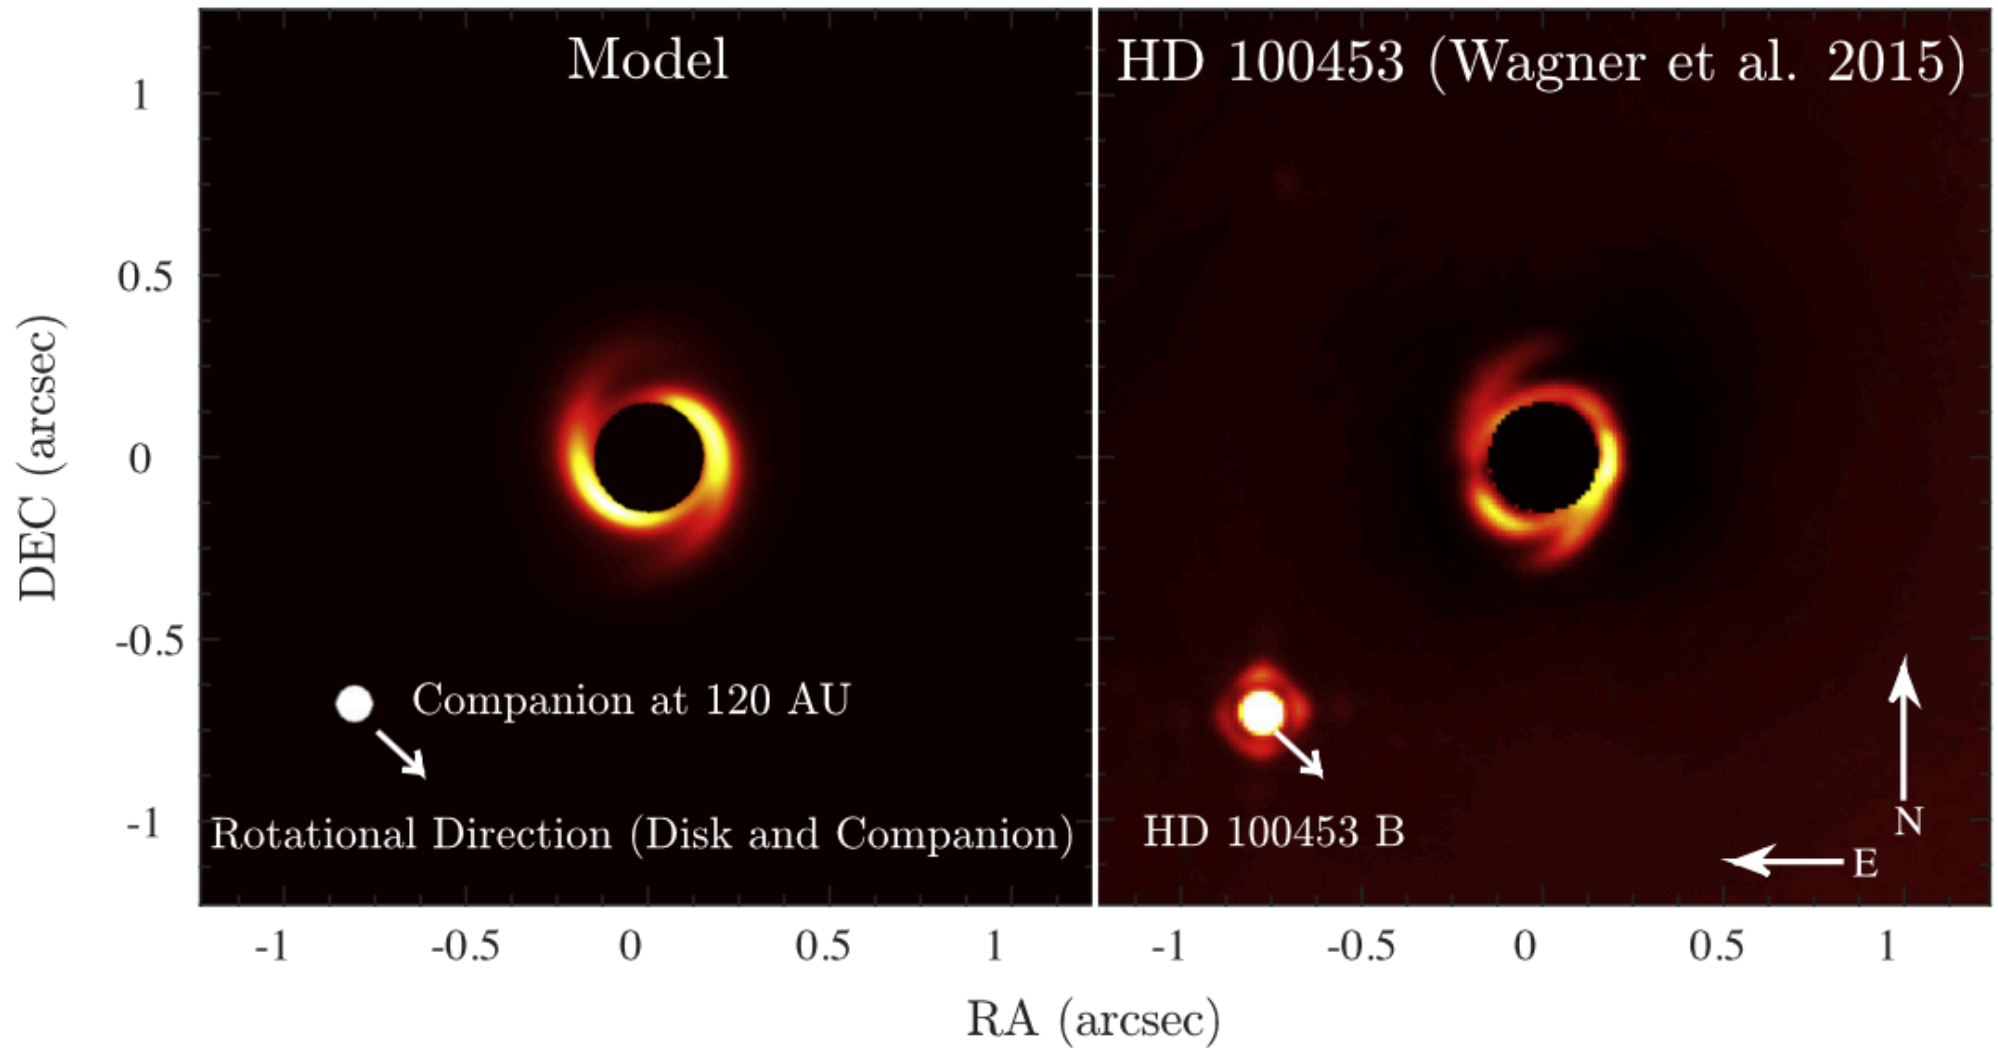 Model
HD 100453 (Wagner et al. 2015)
1
0.5
0
-0.5
-1
DEC (arcsec)
Companion at 120 AU
Rotational Direction (Disk and Companion)
HD 100453 B
N
E
-1 -0.5 0 0.5 1
-1 -0.5 0 0.5 1
RA (arcsec)